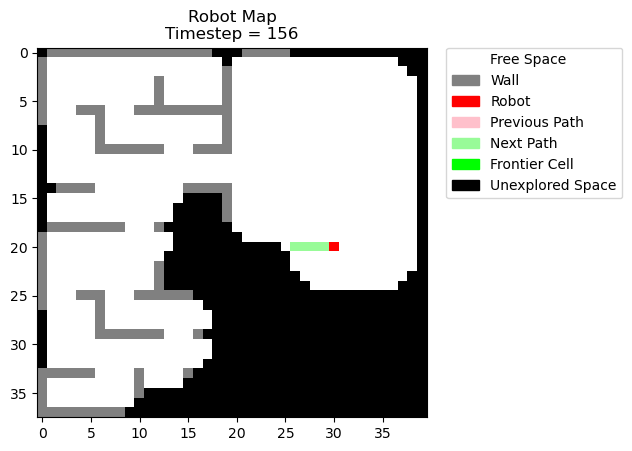 Robot Map
Timestep = 156
Free Space
Wall
Robot
Previous Path
Next Path
Frontier Cell
Unexplored Space
0
5
10
15
20
25
30
35
0
5
10
15
20
25
30
35